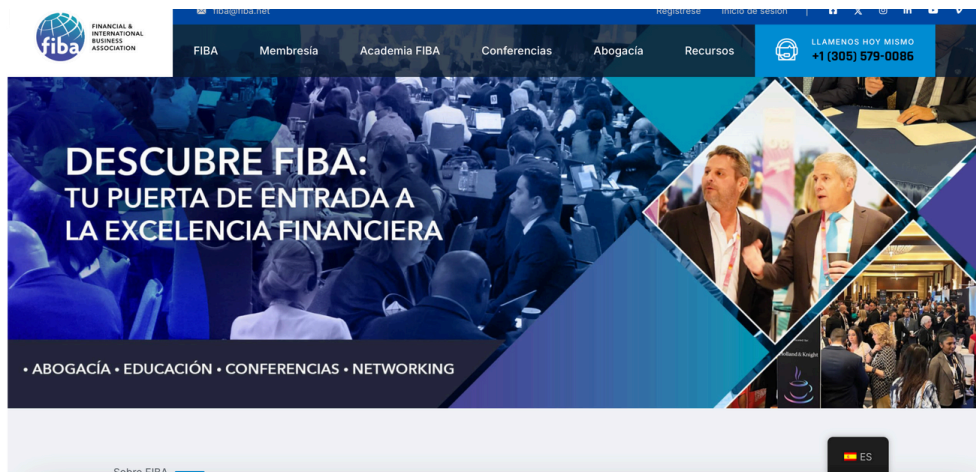 fiba@fiba.net
Regístrese Inicio de sesión
fiba
FINANCIAL &
INTERNATIONAL
BUSINESS
ASSOCIATION
FIBA Membresía Academia FIBA Conferencias Abogacía Recursos
LLAMENOS HOY MISMO
+1 (305) 579-0086
DESCUBRE FIBA:
TU PUERTA DE ENTRADA A
LA EXCELENCIA FINANCIERA
Holland & Knight
• ABOGACÍA • EDUCACIÓN • CONFERENCIAS • NETWORKING
ES
Sobre FIBA